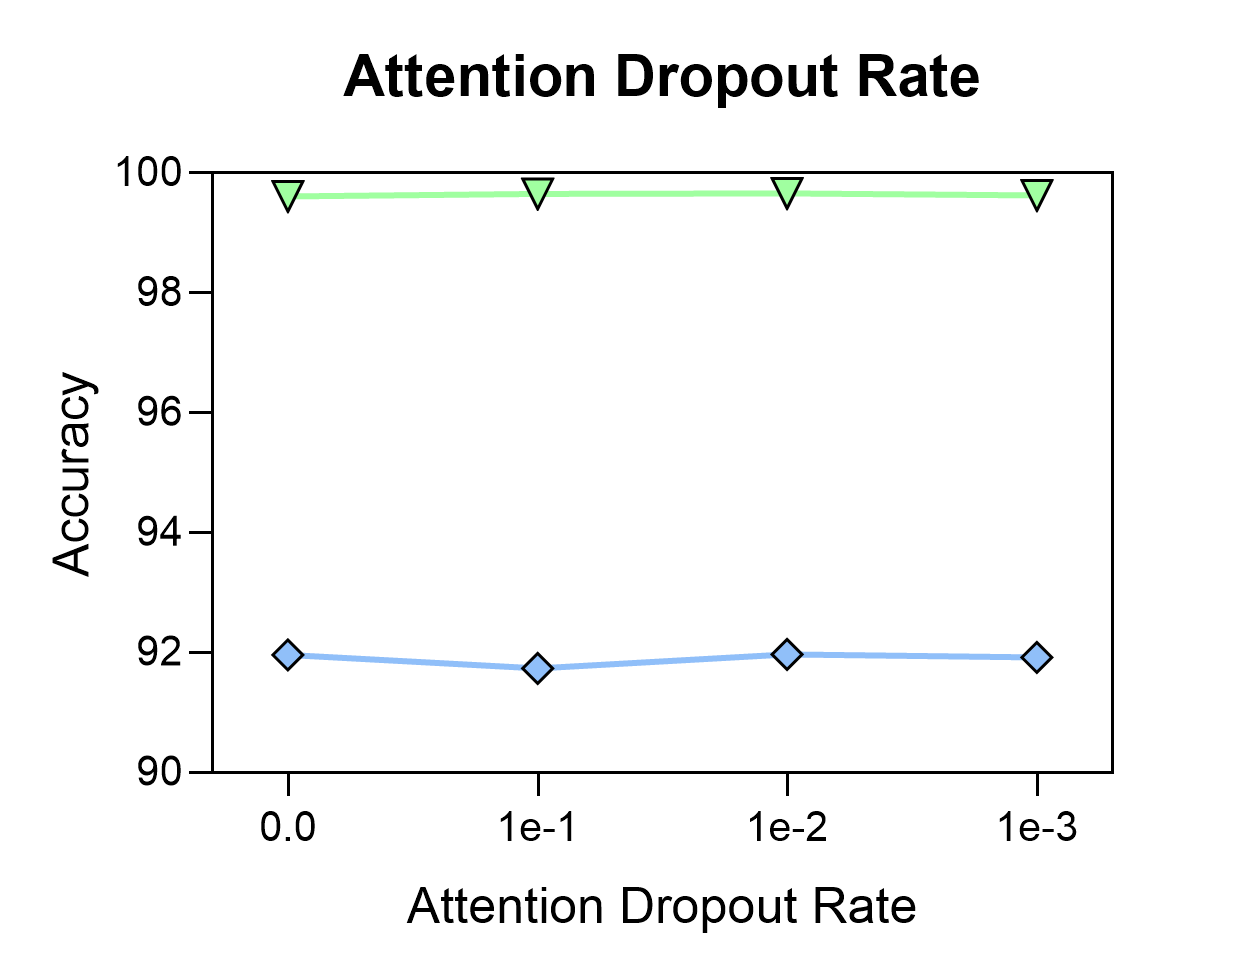 Attention Dropout Rate
100
98
96
94
92
90
Accuracy
0.0 1e-1 1e-2 1e-3
Attention Dropout Rate